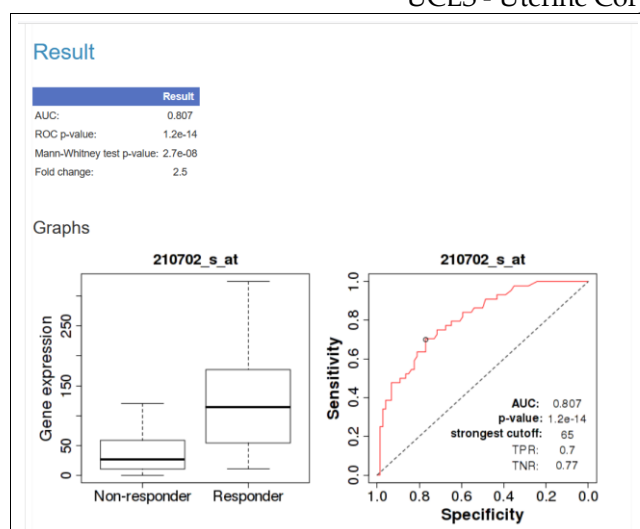 Result
Result
AUC: 0.807
ROC p-value: 1.2e-14
Mann-Whitney test p-value: 2.7e-08
Fold change: 2.5
Graphs
210702_s_at
Gene expression
250
150
50
0
Non-responder Responder
210702_s_at
Sensitivity
1.0
0.8
0.6
0.4
0.2
0.0
AUC: 0.807
p-value: 1.2e-14
strongest cutoff: 65
TPR: 0.7
TNR: 0.77
1.0 0.8 0.6 0.4 0.2 0.0
Specificity